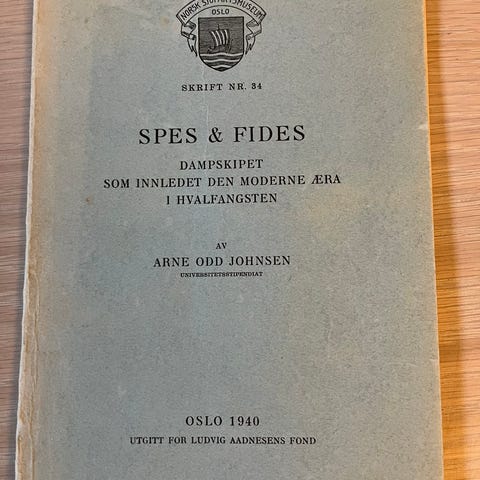 NORSK SJØFARTSMUSEUM
OSLO
SKRIFT NR. 34
SPES & FIDES
DAMPSKIPET
SOM INNLEDET DEN MODERNE ÆRA
I HVALFANGSTEN
AV
ARNE ODD JOHNSEN
UNIVERSITETSSTIPENDIAT
OSLO 1940
UTGITT FOR LUDVIG AADNESENS FOND